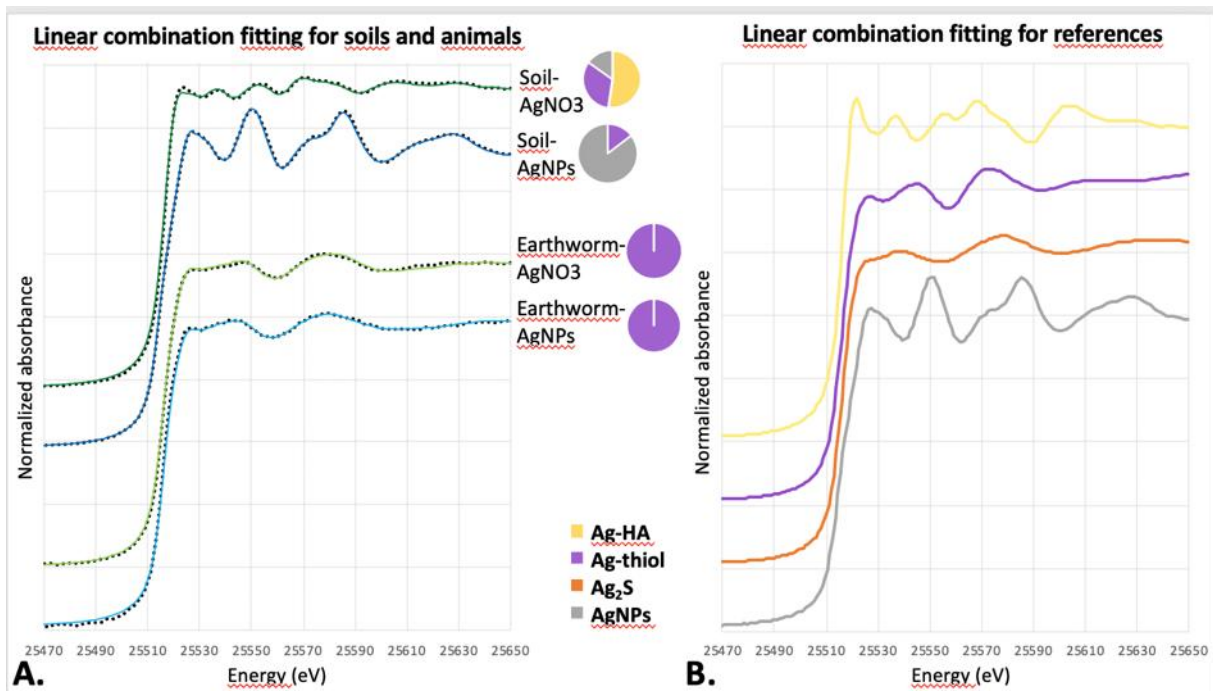 Linear combination fitting for soils and animals
Normalized absorbance
Soil-
AgNO3
Soil-
AgNPs
Earthworm-
AgNO3
Earthworm-
AgNPs
Ag-HA
Ag-thiol
Ag₂S
AgNPs
25470 25490 25510 25530 25550 25570 25590 25610 25630 25650
Energy (eV)
A.
Linear combination fitting for references
Normalized absorbance
25470 25490 25510 25530 25550 25570 25590 25610 25630 25650
Energy (eV)
B.